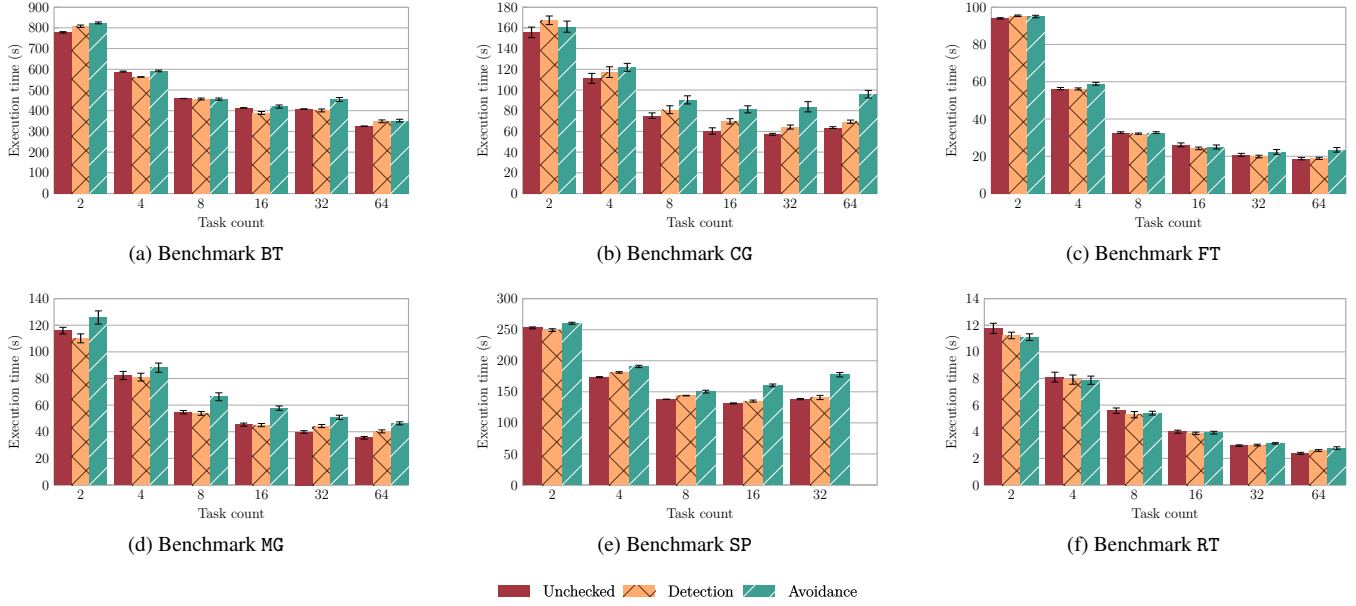 Execution time (s)
900
800
700
600
500
400
300
200
100
0
2 4 8 16 32 64
Task count
(a) Benchmark BT
Execution time (s)
180
160
140
120
100
80
60
40
20
0
2 4 8 16 32 64
Task count
(b) Benchmark CG
Execution time (s)
100
80
60
40
20
0
2 4 8 16 32 64
Task count
(c) Benchmark FT
Execution time (s)
140
120
100
80
60
40
20
0
2 4 8 16 32 64
Task count
(d) Benchmark MG
Execution time (s)
300
250
200
150
100
50
0
2 4 8 16 32
Task count
(e) Benchmark SP
Execution time (s)
14
12
10
8
6
4
2
0
2 4 8 16 32 64
Task count
(f) Benchmark RT
Unchecked Detection Avoidance